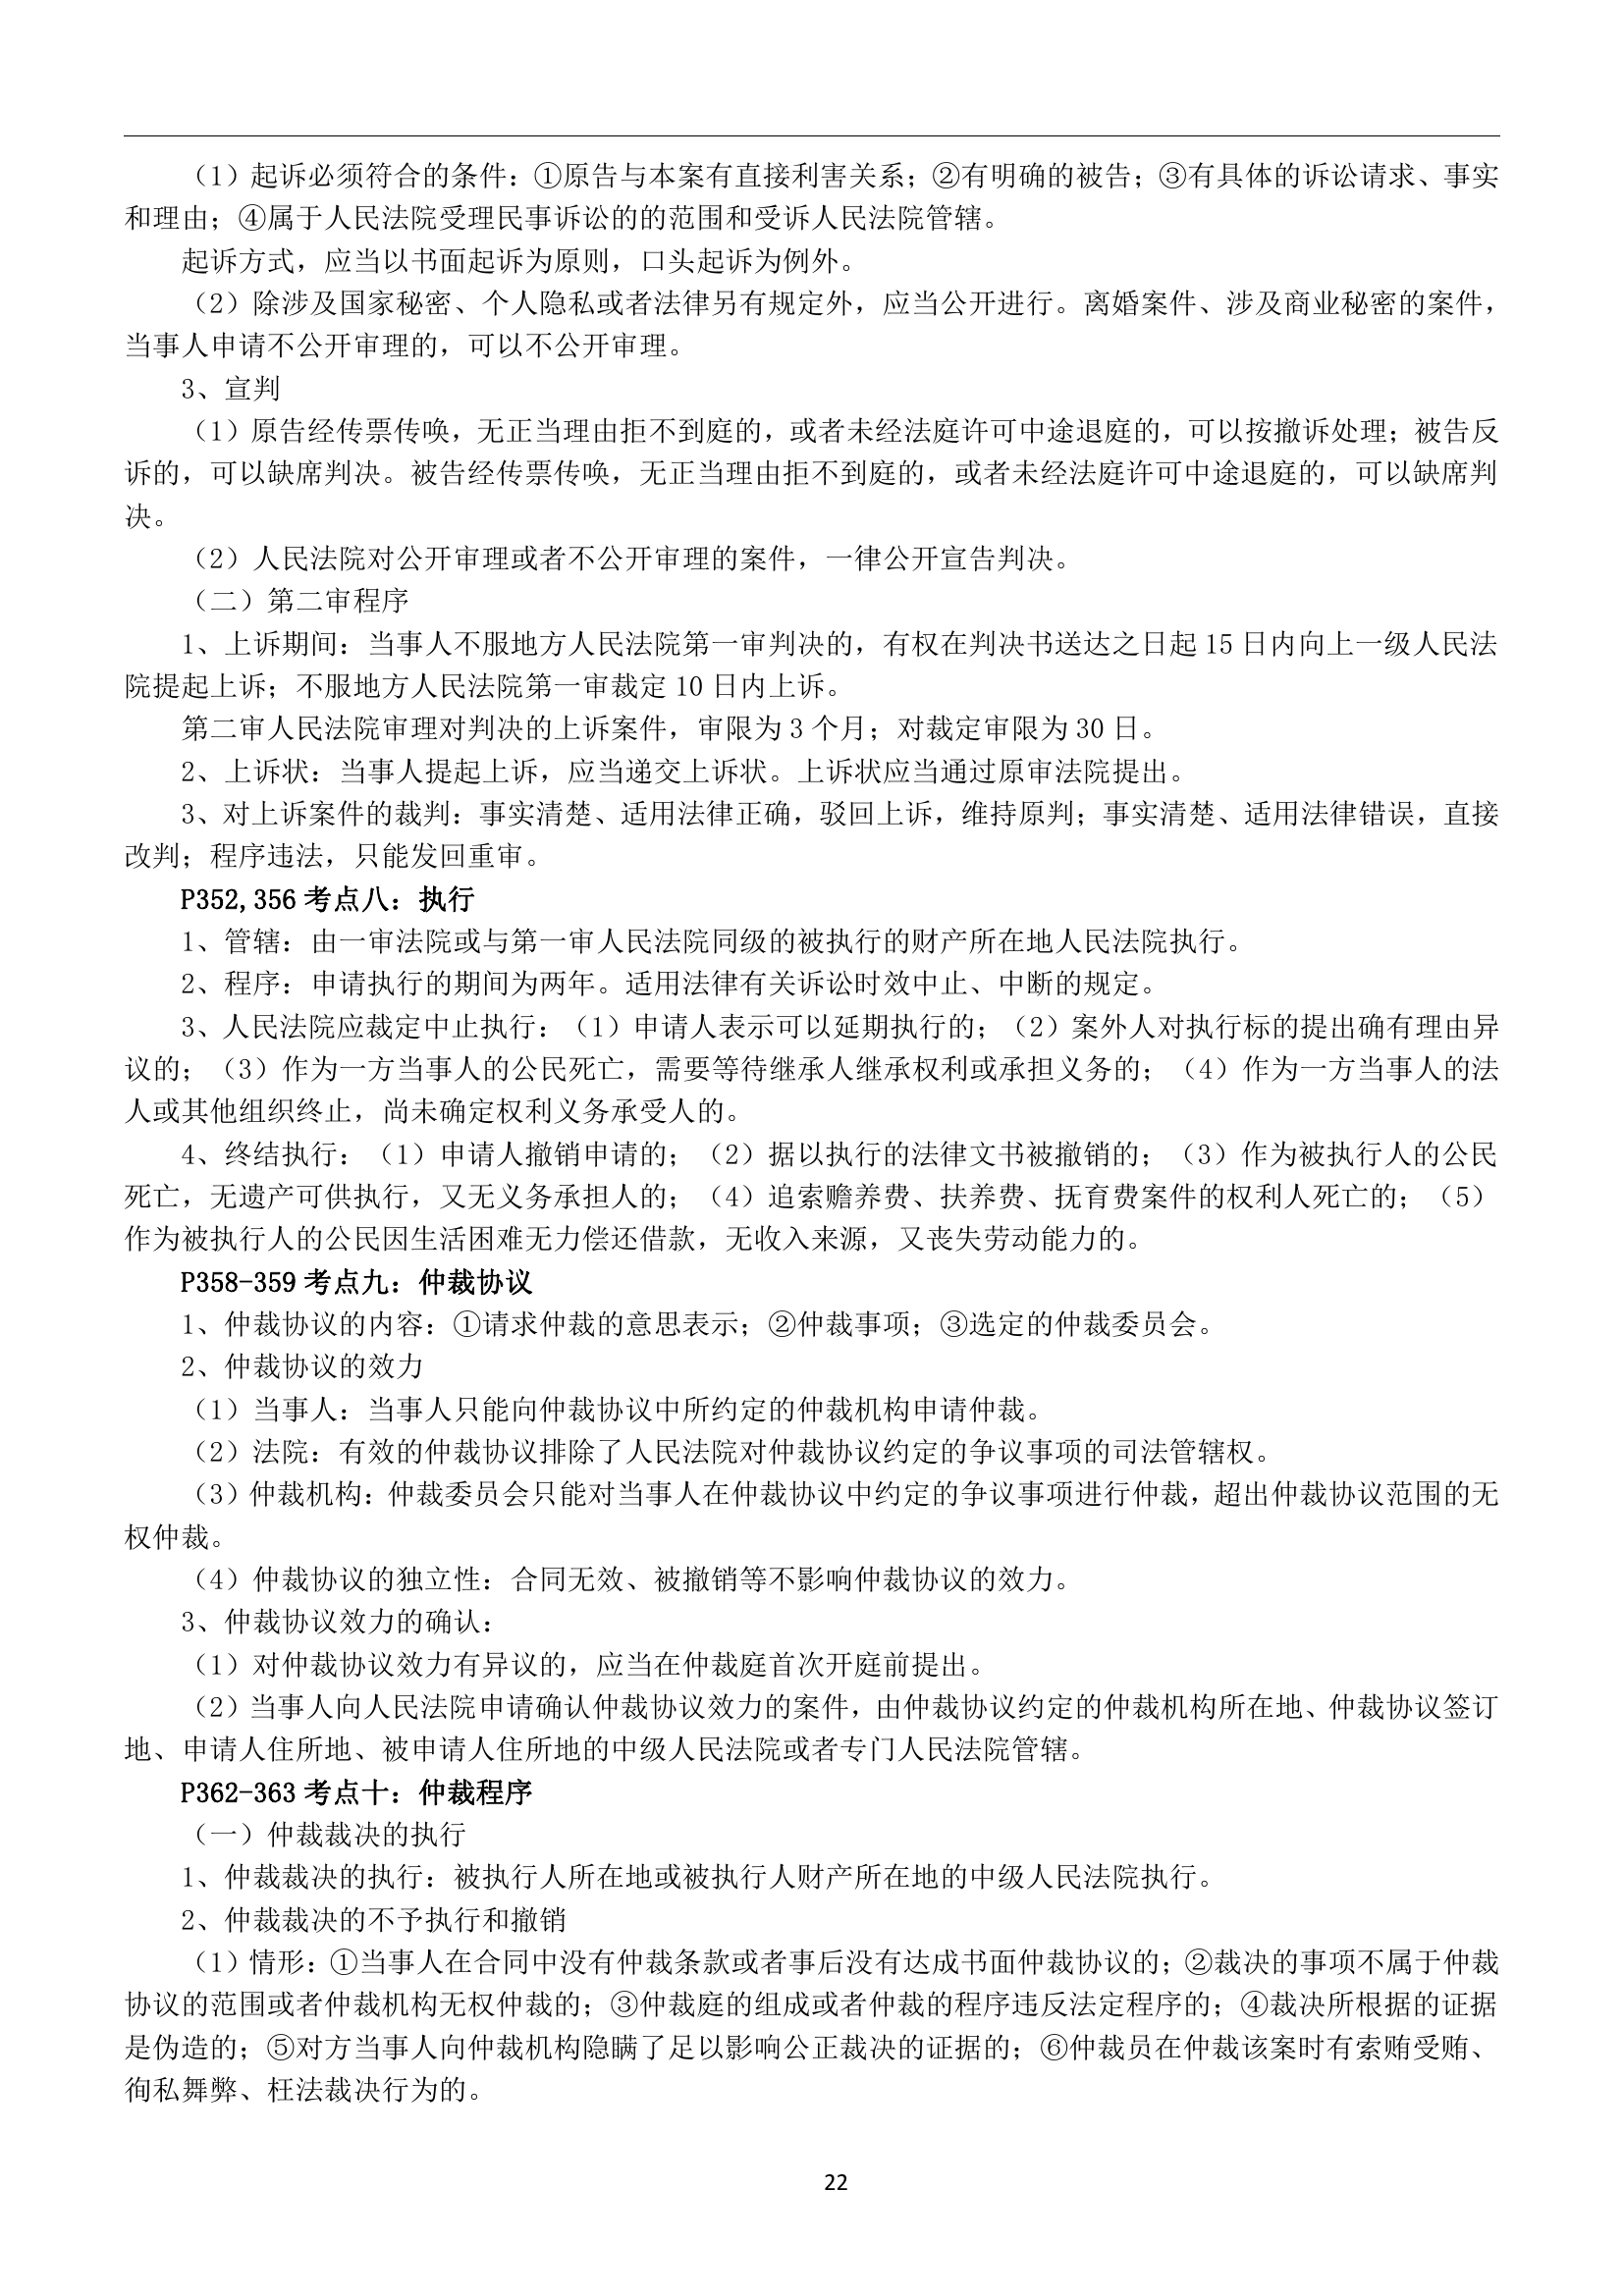 （1）起诉必须符合的条件：①原告与本案有直接利害关系；②有明确的被告；③有具体的诉讼请求、事实
和理由；④属于人民法院受理民事诉讼的的范围和受诉人民法院管辖。
起诉方式，应当以书面起诉为原则，口头起诉为例外。
（2）除涉及国家秘密、个人隐私或者法律另有规定外，应当公开进行。离婚案件、涉及商业秘密的案件，
当事人申请不公开审理的，可以不公开审理。
3、宣判
（1）原告经传票传唤，无正当理由拒不到庭的，或者未经法庭许可中途退庭的，可以按撤诉处理；被告反
诉的，可以缺席判决。被告经传票传唤，无正当理由拒不到庭的，或者未经法庭许可中途退庭的，可以缺席判
决。
（2）人民法院对公开审理或者不公开审理的案件，一律公开宣告判决。
（二）第二审程序
1、上诉期间：当事人不服地方人民法院第一审判决的，有权在判决书送达之日起 15 日内向上一级人民法
院提起上诉；不服地方人民法院第一审裁定 10 日内上诉。
第二审人民法院审理对判决的上诉案件，审限为 3 个月；对裁定审限为 30 日。
2、上诉状：当事人提起上诉，应当递交上诉状。上诉状应当通过原审法院提出。
3、对上诉案件的裁判：事实清楚、适用法律正确，驳回上诉，维持原判；事实清楚、适用法律错误，直接
改判；程序违法，只能发回重审。
P352,356 考点八：执行
1、管辖：由一审法院或与第一审人民法院同级的被执行的财产所在地人民法院执行。
2、程序：申请执行的期间为两年。适用法律有关诉讼时效中止、中断的规定。
3、人民法院应裁定中止执行：（1）申请人表示可以延期执行的；（2）案外人对执行标的提出确有理由异
议的；（3）作为一方当事人的公民死亡，需要等待继承人继承权利或承担义务的；（4）作为一方当事人的法
人或其他组织终止，尚未确定权利义务承受人的。
4、终结执行：（1）申请人撤销申请的；（2）据以执行的法律文书被撤销的；（3）作为被执行人的公民
死亡，无遗产可供执行，又无义务承担人的；（4）追索赡养费、扶养费、抚育费案件的权利人死亡的；（5）
作为被执行人的公民因生活困难无力偿还借款，无收入来源，又丧失劳动能力的。
P358-359 考点九：仲裁协议
1、仲裁协议的内容：①请求仲裁的意思表示；②仲裁事项；③选定的仲裁委员会。
2、仲裁协议的效力
（1）当事人：当事人只能向仲裁协议中所约定的仲裁机构申请仲裁。
（2）法院：有效的仲裁协议排除了人民法院对仲裁协议约定的争议事项的司法管辖权。
（3）仲裁机构：仲裁委员会只能对当事人在仲裁协议中约定的争议事项进行仲裁，超出仲裁协议范围的无
权仲裁。
（4）仲裁协议的独立性：合同无效、被撤销等不影响仲裁协议的效力。
3、仲裁协议效力的确认：
（1）对仲裁协议效力有异议的，应当在仲裁庭首次开庭前提出。
（2）当事人向人民法院申请确认仲裁协议效力的案件，由仲裁协议约定的仲裁机构所在地、仲裁协议签订
地、申请人住所地、被申请人住所地的中级人民法院或者专门人民法院管辖。
P362-363 考点十：仲裁程序
（一）仲裁裁决的执行
1、仲裁裁决的执行：被执行人所在地或被执行人财产所在地的中级人民法院执行。
2、仲裁裁决的不予执行和撤销
（1）情形：①当事人在合同中没有仲裁条款或者事后没有达成书面仲裁协议的；②裁决的事项不属于仲裁
协议的范围或者仲裁机构无权仲裁的；③仲裁庭的组成或者仲裁的程序违反法定程序的；④裁决所根据的证据
是伪造的；⑤对方当事人向仲裁机构隐瞒了足以影响公正裁决的证据的；⑥仲裁员在仲裁该案时有索贿受贿、
徇私舞弊、枉法裁决行为的。
22